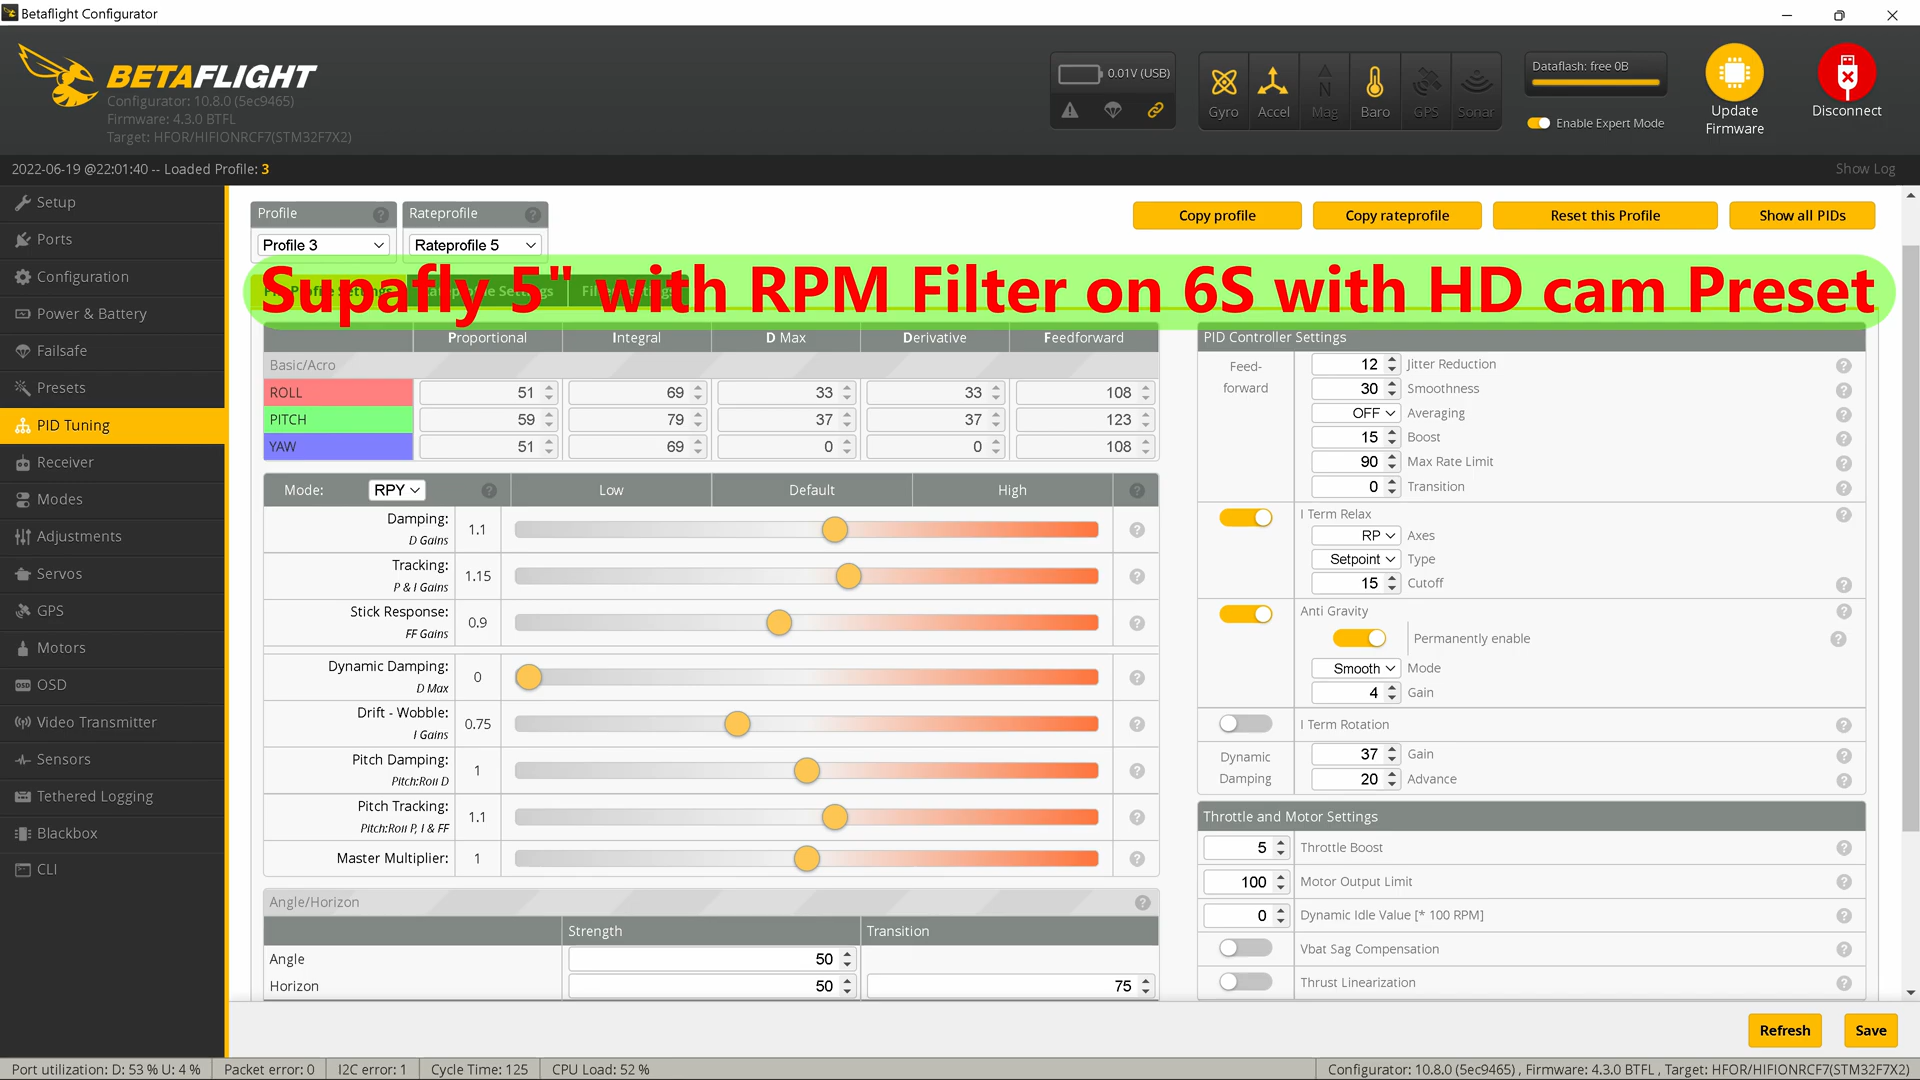 Betaflight Configurator
BETAFLIGHT
Configurator: 10.8.0 (5ec9465)
Firmware: 4.3.0 BTFL
Target: HFOR/HIFIONRCF7(STM32F7X2)
0.01V (USB)
Gyro
Accel
Mag
Baro
GPS
Sonar
Dataflash: free 0B
Enable Expert Mode
Update
Firmware
Disconnect
2022-06-19 @22:01:40 -- Loaded Profile: 3
Show Log
Setup
Ports
Configuration
Power & Battery
Failsafe
Presets
PID Tuning
Receiver
Modes
Adjustments
Servos
GPS
Motors
OSD
Video Transmitter
Sensors
Tethered Logging
Blackbox
CLI
Profile
Profile 3
Rateprofile
Rateprofile 5
Copy profile
Copy rateprofile
Reset this Profile
Show all PIDs
Supafly 5" with RPM Filter on 6S with HD cam Preset
Proportional Integral D Max Derivative Feedforward
Basic/Acro
ROLL 51 69 33 33 108
PITCH 59 79 37 37 123
YAW 51 69 0 0 108
Mode: RPY Low Default High
Damping:
D Gains
1.1
Tracking:
P & I Gains
1.15
Stick Response:
FF Gains
0.9
Dynamic Damping:
D Max
0
Drift - Wobble:
I Gains
0.75
Pitch Damping:
Pitch:Roll D
1
Pitch Tracking:
Pitch:Roll P, I & FF
1.1
Master Multiplier: 1
Angle/Horizon
Strength Transition
Angle 50
Horizon 50 75
PID Controller Settings
Feed-
forward
12 Jitter Reduction
30 Smoothness
OFF Averaging
15 Boost
90 Max Rate Limit
0 Transition
I Term Relax
RP Axes
Setpoint Type
15 Cutoff
Anti Gravity
Permanently enable
Smooth Mode
4 Gain
I Term Rotation
Dynamic
Damping
37 Gain
20 Advance
Throttle and Motor Settings
5 Throttle Boost
100 Motor Output Limit
0 Dynamic Idle Value [* 100 RPM]
Vbat Sag Compensation
Thrust Linearization
Refresh
Save
Port utilization: D: 53 % U: 4 %
Packet error: 0
I2C error: 1
Cycle Time: 125
CPU Load: 52 %
Configurator: 10.8.0 (5ec9465) , Firmware: 4.3.0 BTFL , Target: HFOR/HIFIONRCF7(STM32F7X2)